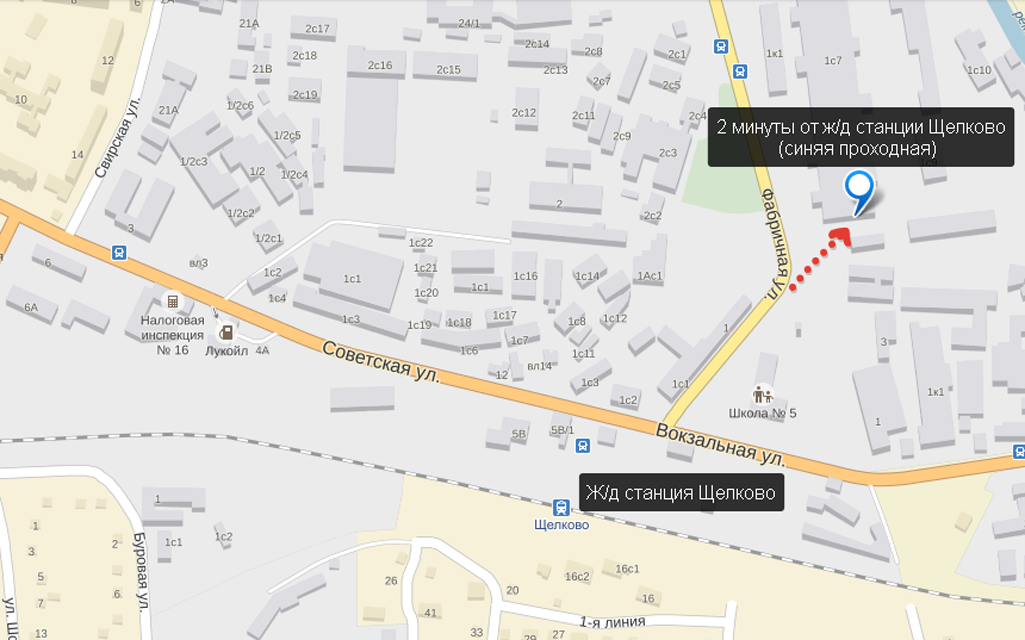 8
6
21А
2с17
24/1
12
2с18
2с16
2с15
21В
2с14
2с8
2с13
2с1
2с7
2с5
1к1
1с7
1с10
10
21А
1/2с6
2с19
2с12
2с11
2с4
2 минуты от ж/д станции Щелково
(синяя проходная)
Свирская ул.
14
1/2с3
1/2с5
1/2
1/2с4
2с9
2с3
1/2с2
3
2
2с2
Фабричная ул.
1/2с1
1с22
6
вл3
1с2
1с1
1с21
1с16
1с14
1Ас1
1с4
1с20
1с1
6А
Налоговая
инспекция
№ 16
Лукойл
4А
1с3
1с19
1с18
1с17
1с7
1с8
1с12
1
1с6
1с11
Советская ул.
12
вл14
1с3
1с2
1с1
Школа № 5
1
1к1
5В
5В/1
Вокзальная ул.
Ж/д станция Щелково
Щелково
1
1с1
1с2
Буровая ул.
1
2
3
5
6
7
ул. Шо
33
26
41
20
16с2
16с1
16
1-я линия
29
27